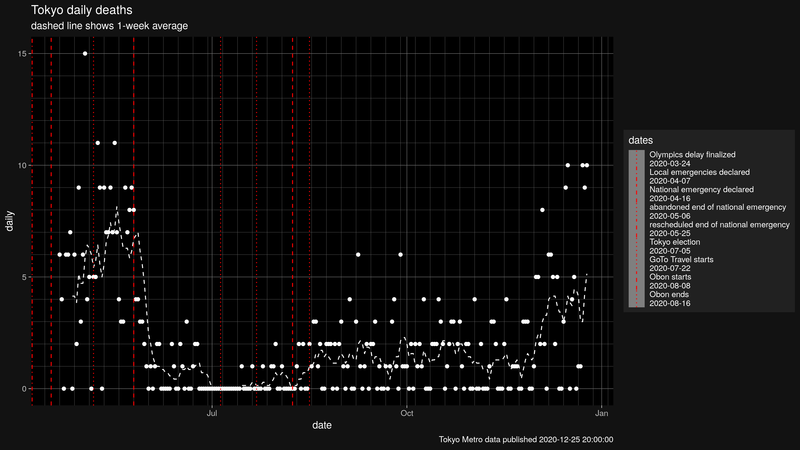 Tokyo daily deaths
dashed line shows 1-week average
15
10
5
0
daily
Jul
Oct
Jan
date
dates
Olympics delay finalized
2020-03-24
Local emergencies declared
2020-04-07
National emergency declared
2020-04-16
abandoned end of national emergency
2020-05-06
rescheduled end of national emergency
2020-05-25
Tokyo election
2020-07-05
GoTo Travel starts
2020-07-22
Obon starts
2020-08-08
Obon ends
2020-08-16
Tokyo Metro data published 2020-12-25 20:00:00